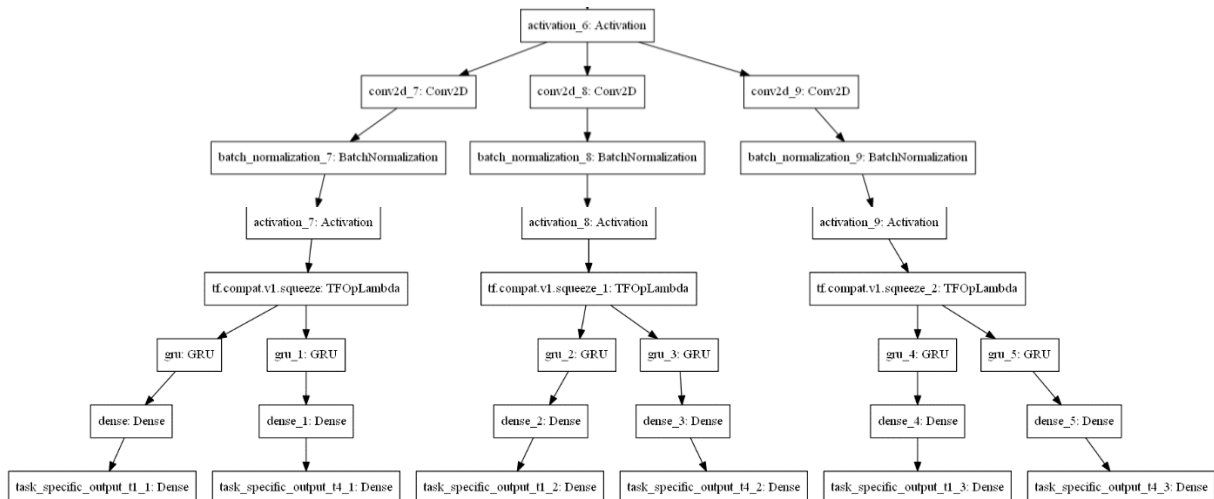 activation_6: Activation
conv2d_7: Conv2D
conv2d_8: Conv2D
conv2d_9: Conv2D
batch_normalization_7: BatchNormalization
batch_normalization_8: BatchNormalization
batch_normalization_9: BatchNormalization
activation_7: Activation
activation_8: Activation
activation_9: Activation
tf.compat.v1.squeeze: TFOpLambda
tf.compat.v1.squeeze_1: TFOpLambda
tf.compat.v1.squeeze_2: TFOpLambda
gru: GRU
gru_1: GRU
gru_2: GRU
gru_3: GRU
gru_4: GRU
gru_5: GRU
dense: Dense
dense_1: Dense
dense_2: Dense
dense_3: Dense
dense_4: Dense
dense_5: Dense
task_specific_output_t1_1: Dense
task_specific_output_t4_1: Dense
task_specific_output_t1_2: Dense
task_specific_output_t4_2: Dense
task_specific_output_t1_3: Dense
task_specific_output_t4_3: Dense